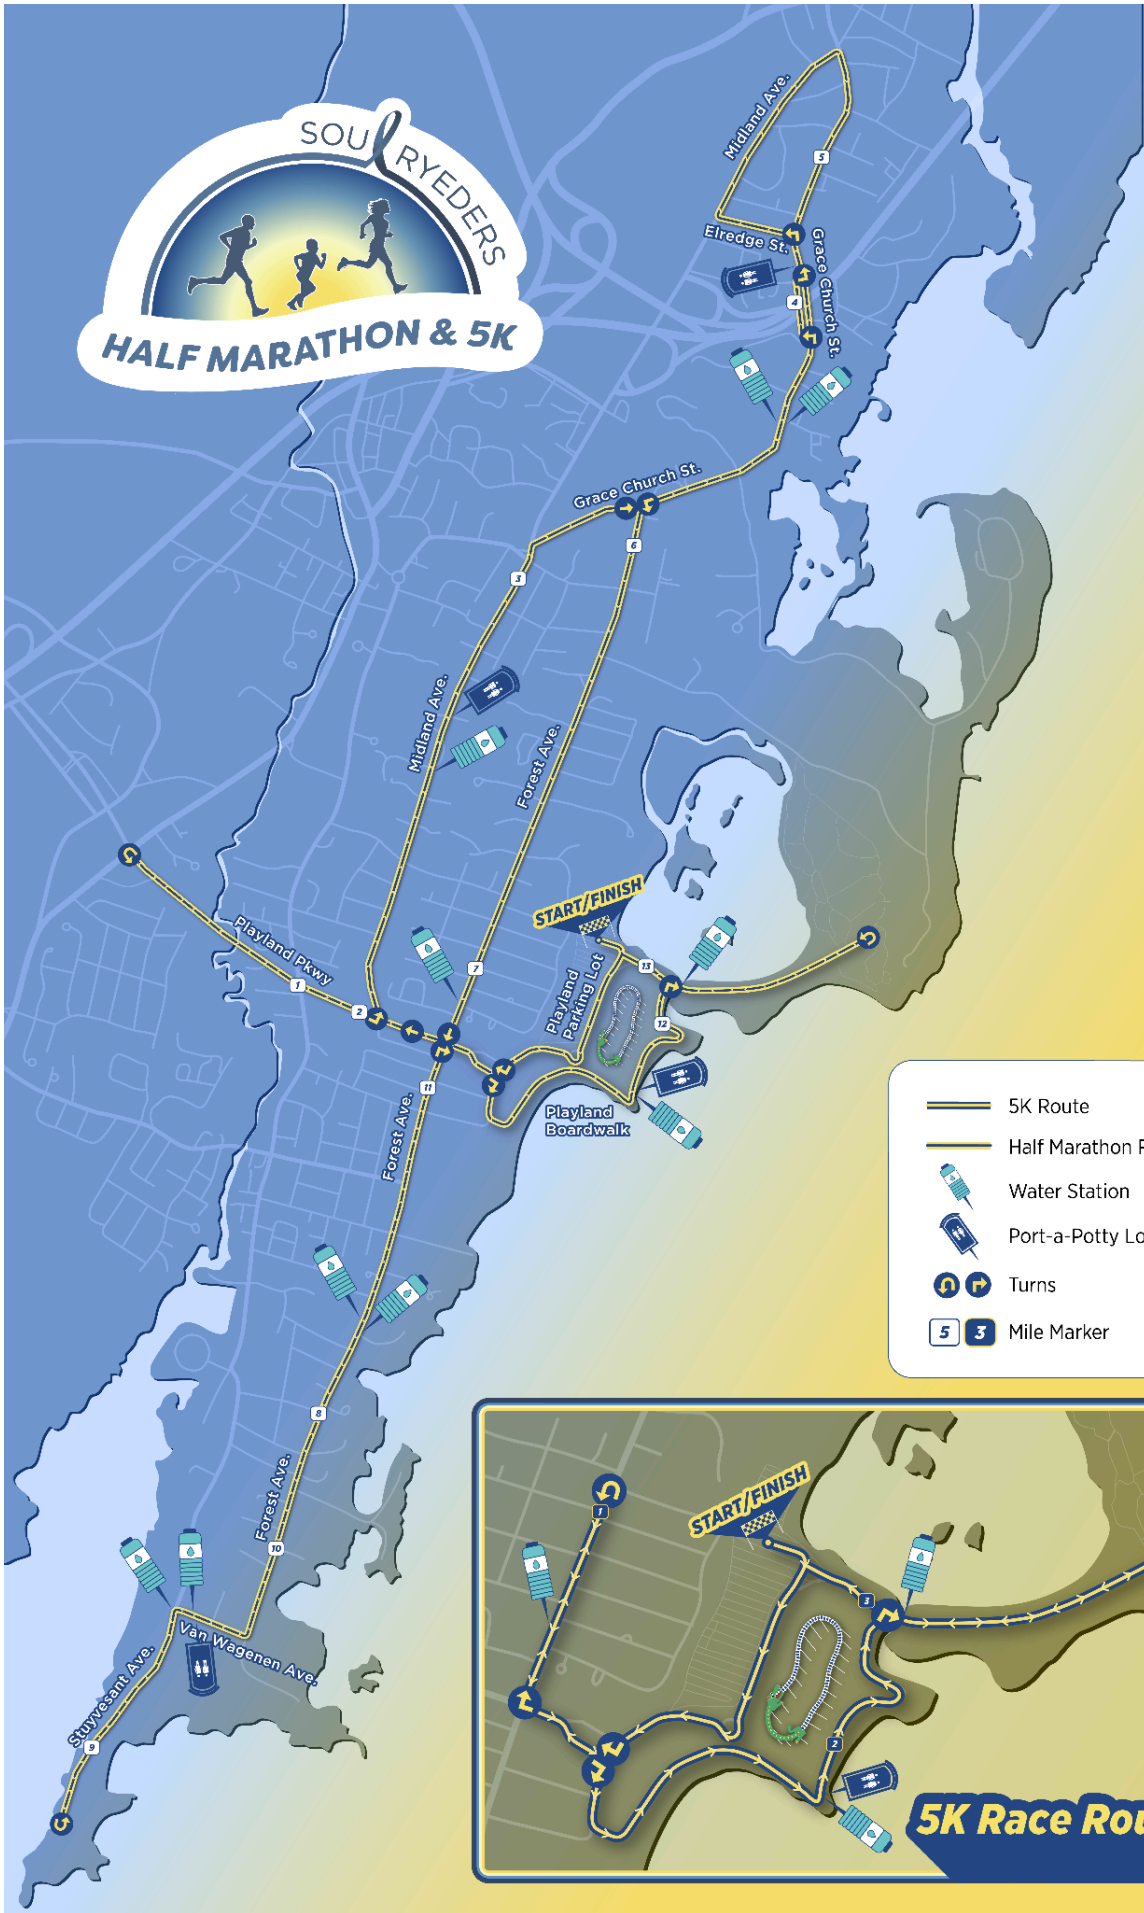 SOUL RYEDERS
HALF MARATHON & 5K
Midland Ave.
5
Elredge St.
Grace Church St.
4
Grace Church St.
6
3
Midland Ave.
Forest Ave.
START/FINISH
Playland Pkwy
1
2
7
13
12
Playland
Parking Lot
11
Playland
Boardwalk
Forest Ave.
8
Forest Ave.
10
Van Wagenen Ave.
Stuyvesant Ave.
9
5K Route
Half Marathon
Water Station
Port-a-Potty Lo
Turns
5 3 Mile Marker
START/FINISH
1
3
2
5K Race Rou